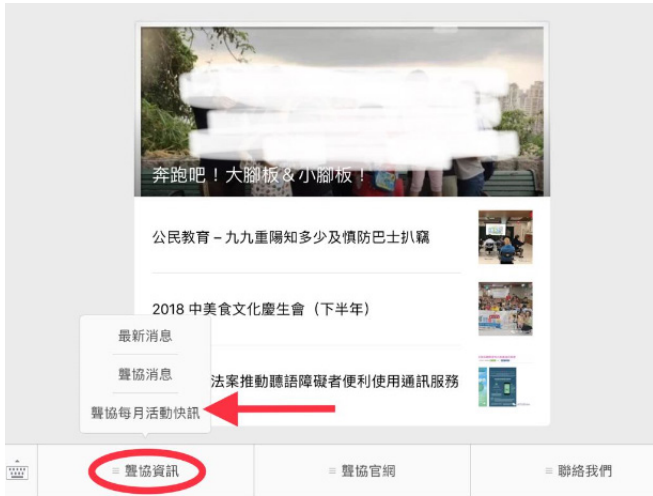 奔跑吧！大腳板＆小腳板！
公民教育 – 九九重陽知多少及慎防巴士扒竊
2018 中美食文化慶生會（下半年）
法案推動聽語障礙者便利使用通訊服務
最新消息
聾協消息
聾協每月活動快訊
聾協資訊
聾協官網
聯絡我們